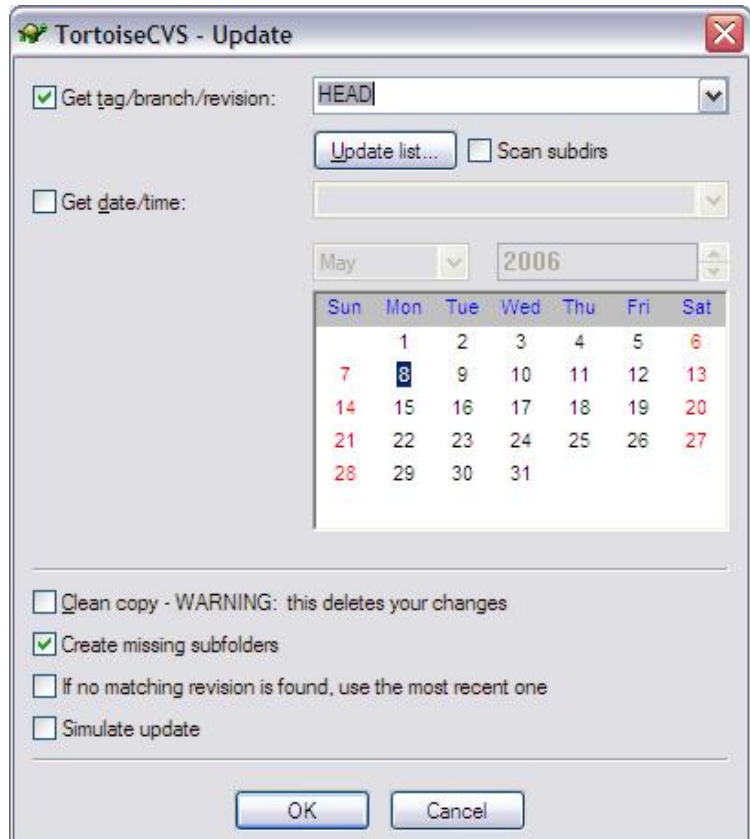 TortoiseCVS - Update
Get tag/branch/revision: HEAD
Update list... Scan subdirs
Get date/time:
May 2006
Sun Mon Tue Wed Thu Fri Sat
1 2 3 4 5 6
7 8 9 10 11 12 13
14 15 16 17 18 19 20
21 22 23 24 25 26 27
28 29 30 31
Clean copy - WARNING: this deletes your changes
Create missing subfolders
If no matching revision is found, use the most recent one
Simulate update
OK Cancel